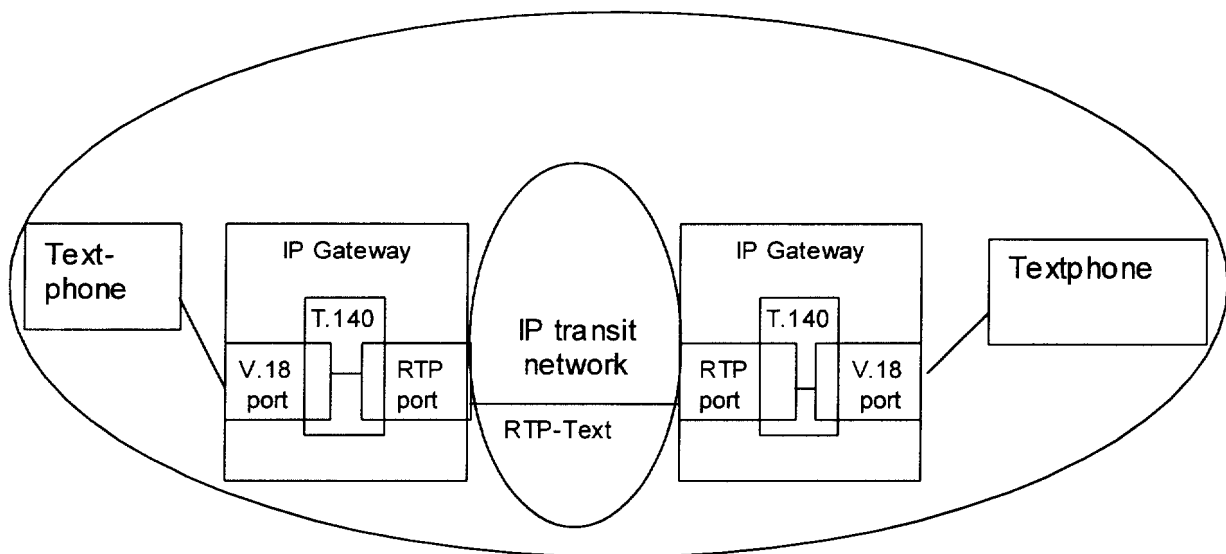 Text-
phone
IP Gateway
T.140
V.18
port
RTP
port
IP transit
network
RTP-Text
IP Gateway
T.140
RTP
port
V.18
port
Textphone